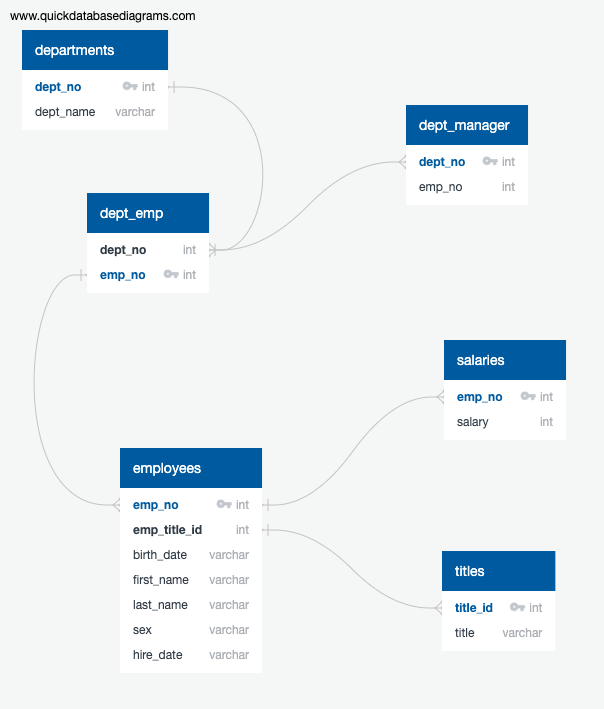 www.quickdatabasediagrams.com
departments
dept_no int
dept_name varchar
dept_manager
dept_no int
emp_no int
dept_emp
dept_no int
emp_no int
salaries
emp_no int
salary int
employees
emp_no int
emp_title_id int
birth_date varchar
first_name varchar
last_name varchar
sex varchar
hire_date varchar
titles
title_id int
title varchar